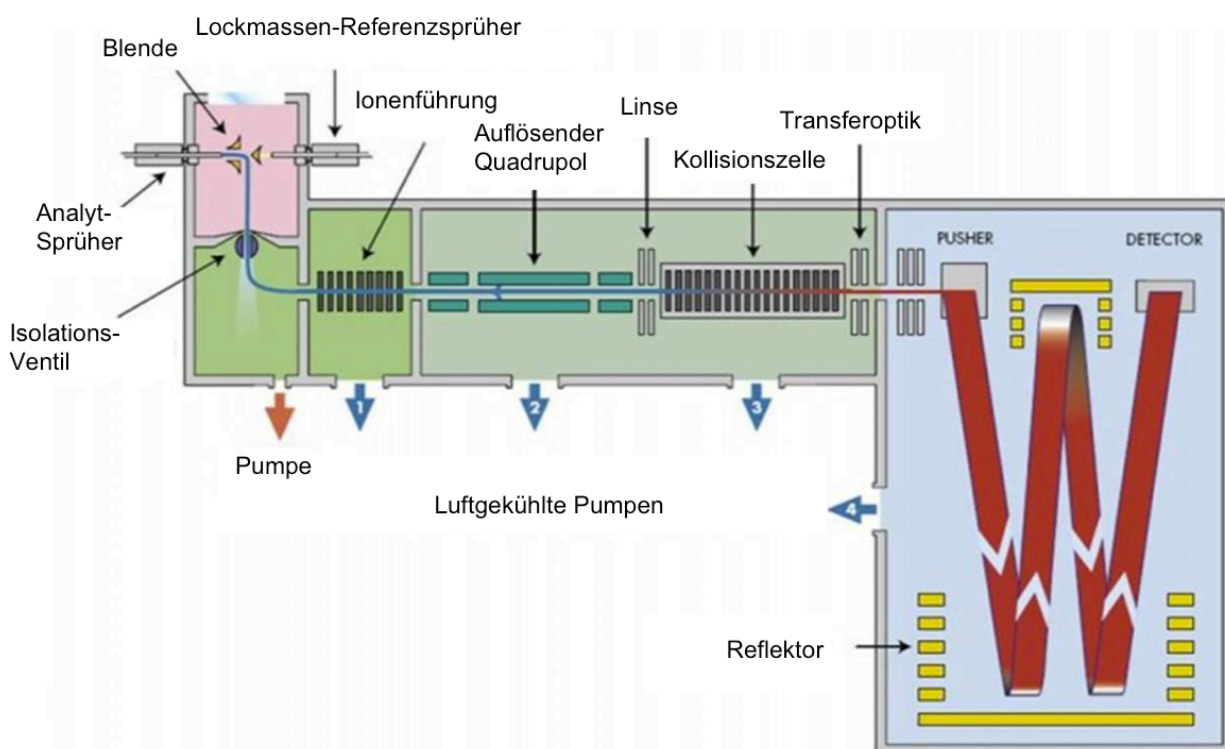 Lockmassen-Referenzsprüher
Blende
Ionenführung
Linse
Transferoptik
Auflösender
Quadrupol
Kollisionszelle
Analyt-
Sprüher
PUSHER
DETECTOR
Isolations-
Ventil
1
2
3
Pumpe
Luftgekühlte Pumpen
4
Reflektor